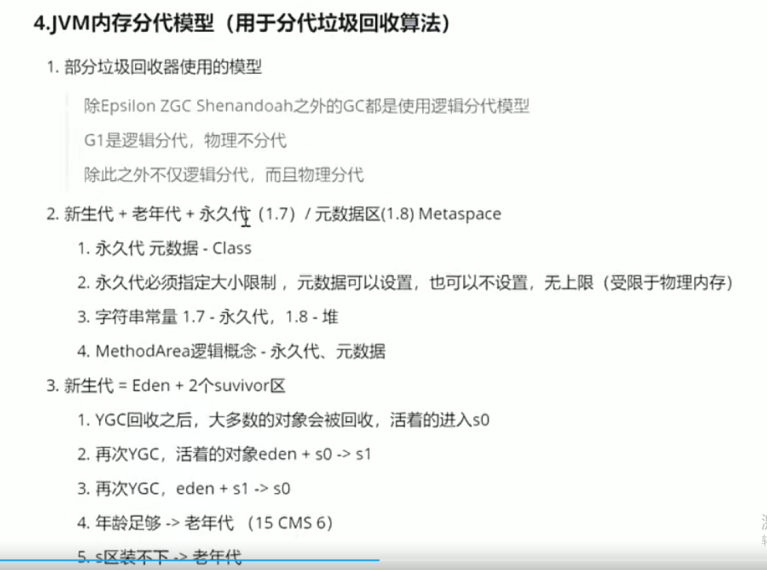 4.JVM内存分代模型（用于分代垃圾回收算法）
1. 部分垃圾回收器使用的模型
除Epsilon ZGC Shenandoah之外的GC都是使用逻辑分代模型
G1是逻辑分代，物理不分代
除此之外不仅逻辑分代，而且物理分代
2. 新生代 + 老年代 + 永久代（1.7）/ 元数据区(1.8) Metaspace
1. 永久代 元数据 - Class
2. 永久代必须指定大小限制 ，元数据可以设置，也可以不设置，无上限（受限于物理内存）
3. 字符串常量 1.7 - 永久代，1.8 - 堆
4. MethodArea逻辑概念 - 永久代、元数据
3. 新生代 = Eden + 2个suvivor区
1. YGC回收之后，大多数的对象会被回收，活着的进入s0
2. 再次YGC，活着的对象eden + s0 -> s1
3. 再次YGC，eden + s1 -> s0
4. 年龄足够 -> 老年代 （15 CMS 6）
5. s区装不下 -> 老年代